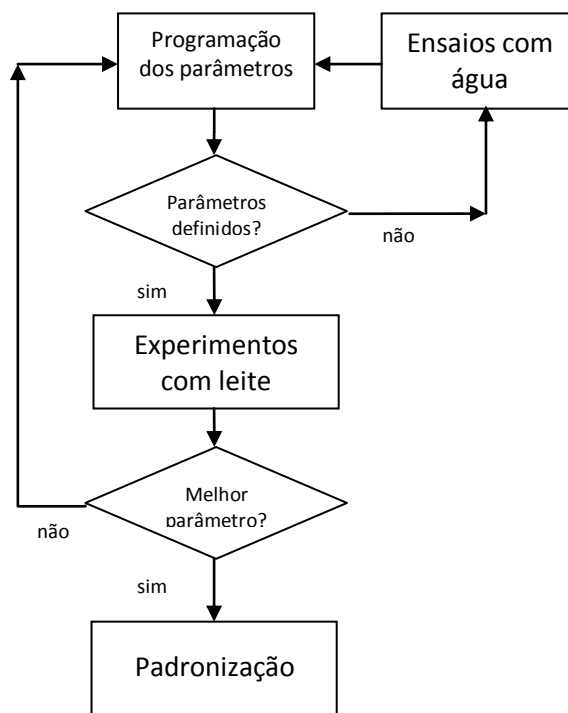 Programação
dos parâmetros
Ensaios com
água
Parâmetros
definidos?
não
sim
Experimentos
com leite
Melhor
parâmetro?
não
sim
Padronização